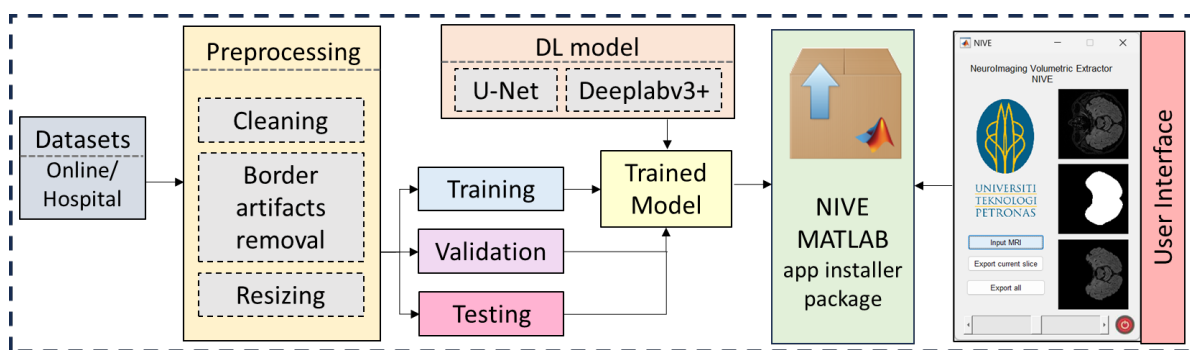 Datasets
Online/
Hospital
Preprocessing
Cleaning
Border
artifacts
removal
Resizing
DL model
U-Net
Deeplabv3+
Training
Validation
Testing
Trained
Model
NIVE
MATLAB
app installer
package
NIVE
NeuroImaging Volumetric Extractor
NIVE
UNIVERSITI
TEKNOLOGI
PETRONAS
Input MRI
Export current slice
Export all
User Interface